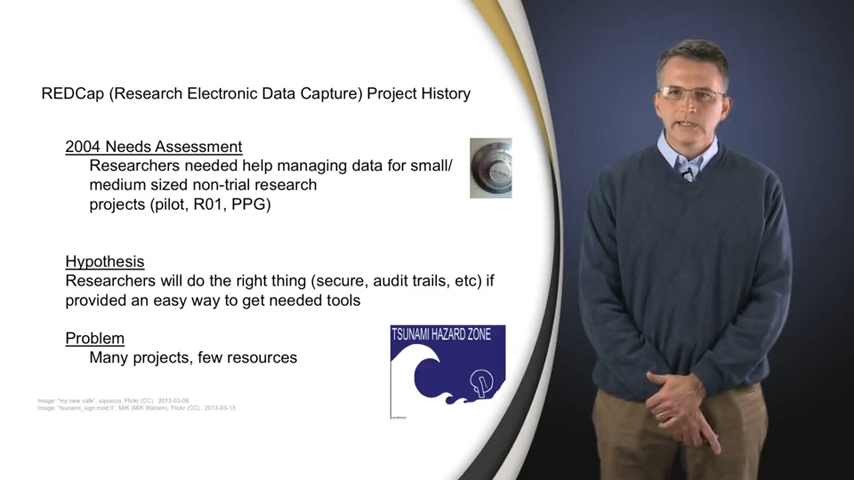 REDCap (Research Electronic Data Capture) Project History
2004 Needs Assessment
Researchers needed help managing data for small/
medium sized non-trial research
projects (pilot, R01, PPG)
Hypothesis
Researchers will do the right thing (secure, audit trails, etc) if
provided an easy way to get needed tools
Problem
Many projects, few resources
TSUNAMI HAZARD ZONE
Image: "my new safe", squacco, Flickr (CC) 2013-03-08
Image: "tsunami_sign mod II", MiK (MiK Watson), Flickr (CC) 2013-03-13